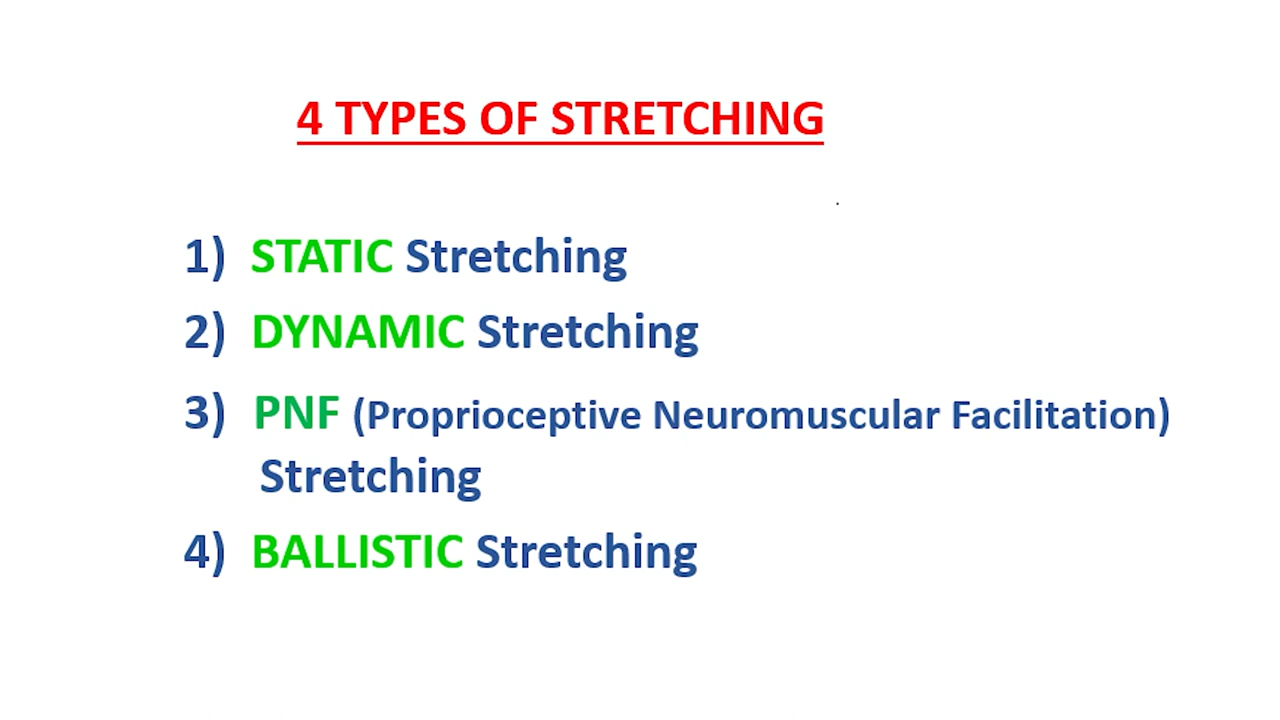 4 TYPES OF STRETCHING
1) STATIC Stretching
2) DYNAMIC Stretching
3) PNF (Proprioceptive Neuromuscular Facilitation)
Stretching
4) BALLISTIC Stretching